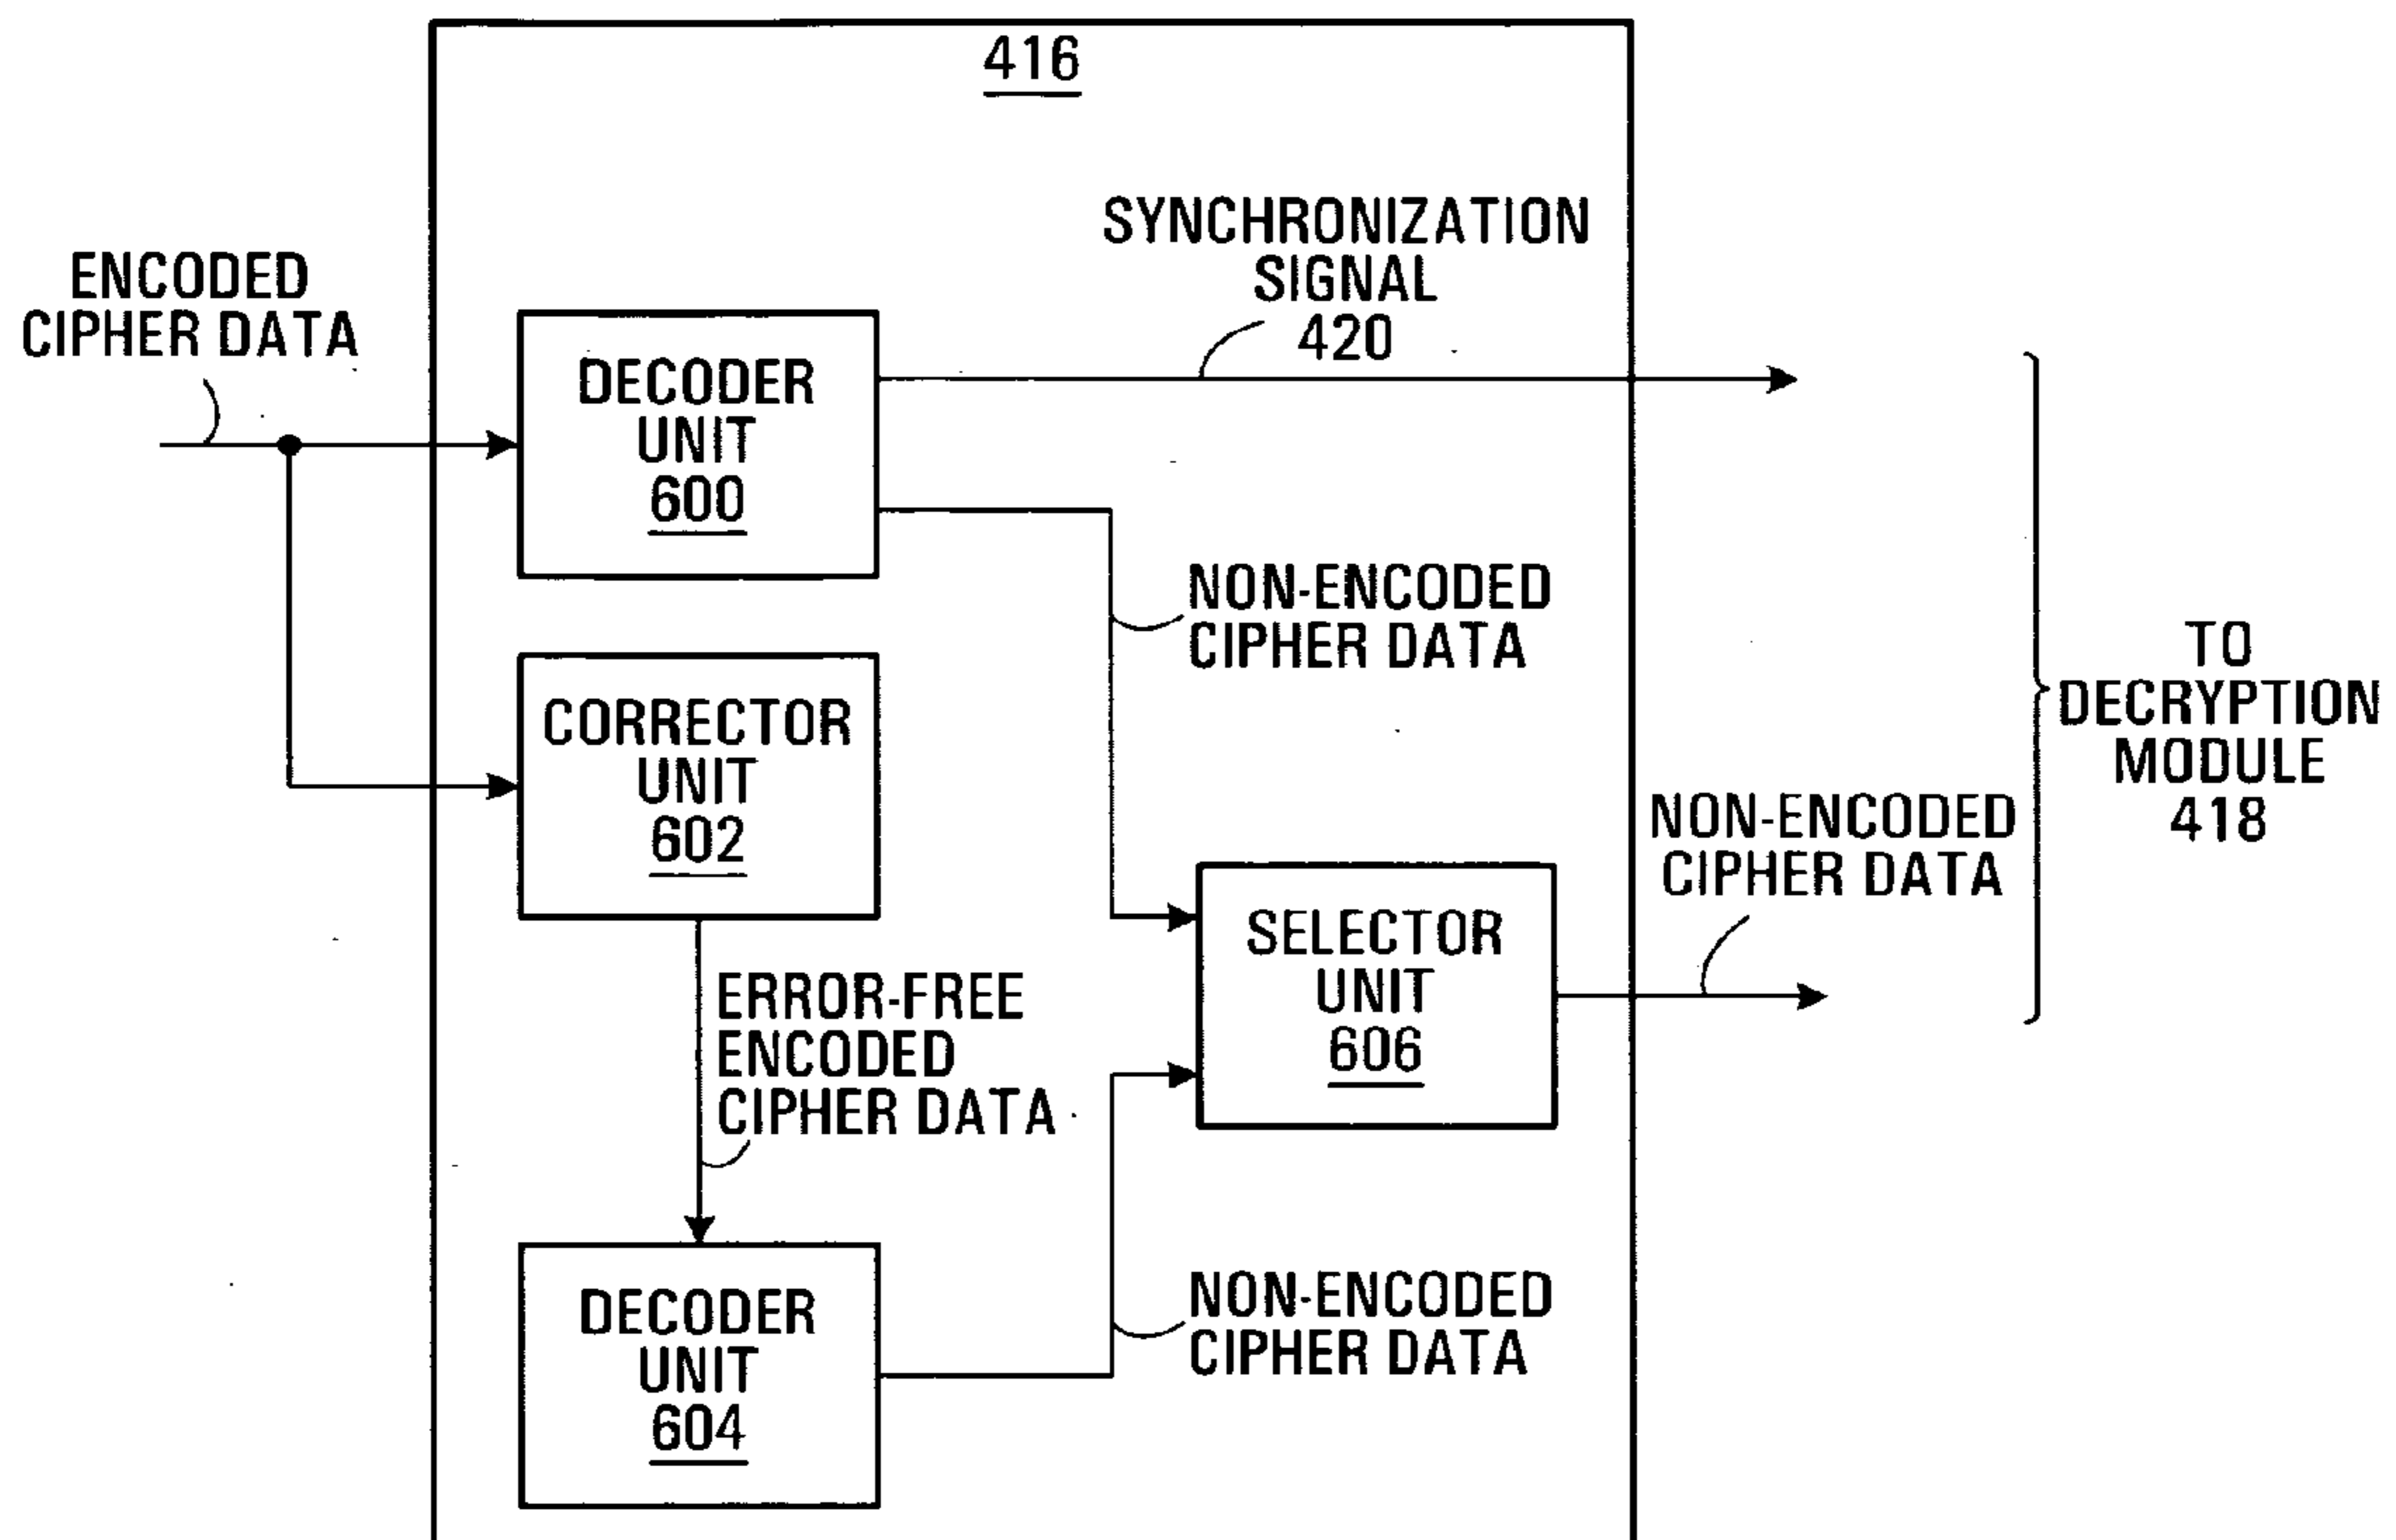 416
SYNCHRONIZATION
SIGNAL
420
ENCODED
CIPHER DATA
DECODER
UNIT
600
NON-ENCODED
CIPHER DATA
CORRECTOR
UNIT
602
TO
DECRYPTION
MODULE
418
NON-ENCODED
CIPHER DATA
SELECTOR
UNIT
606
ERROR-FREE
ENCODED
CIPHER DATA
DECODER
UNIT
604
NON-ENCODED
CIPHER DATA